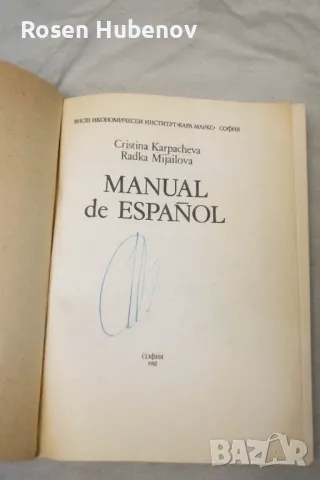 Rosen Hubenov
ВИСШ ИКОНОМИЧЕСКИ ИНСТИТУТ «КАРЛ МАРКС» СОФИЯ
Cristina Karpacheva
Radka Mijailova
MANUAL
de ESPAÑOL
СОФИЯ
bazar